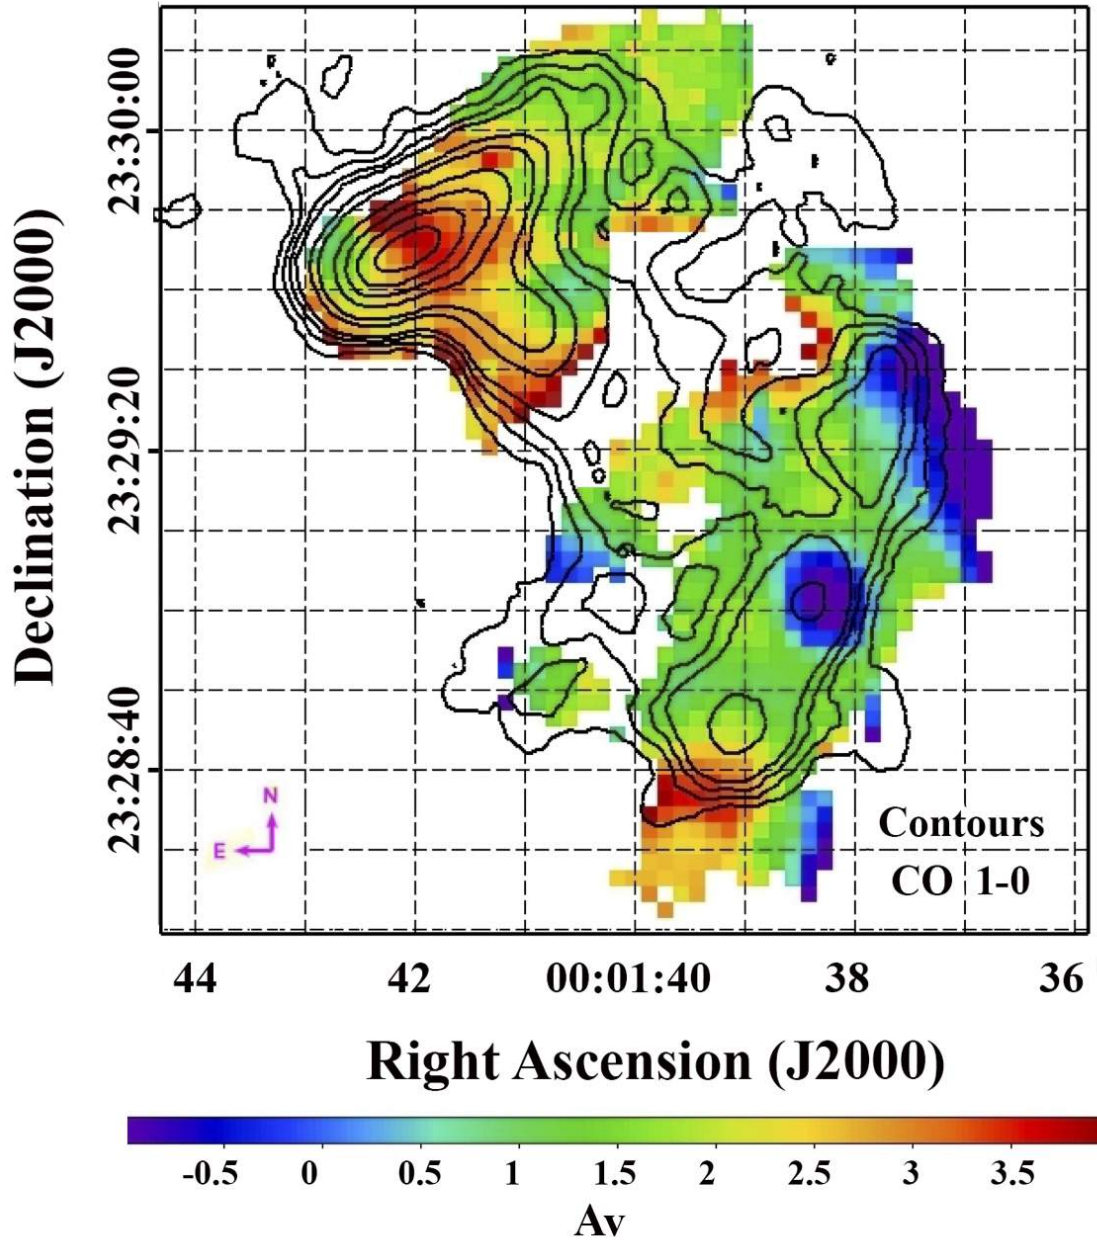 Declination (J2000)
23:30:00
23:29:20
23:28:40
N
E
Contours
CO 1-0
44 42 00:01:40 38 36
Right Ascension (J2000)
-0.5 0 0.5 1 1.5 2 2.5 3 3.5
Av